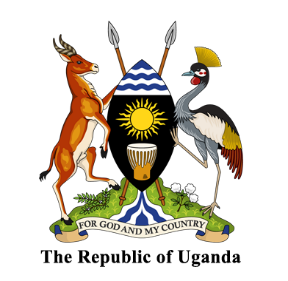 FOR GOD AND MY COUNTRY
The Republic of Uganda